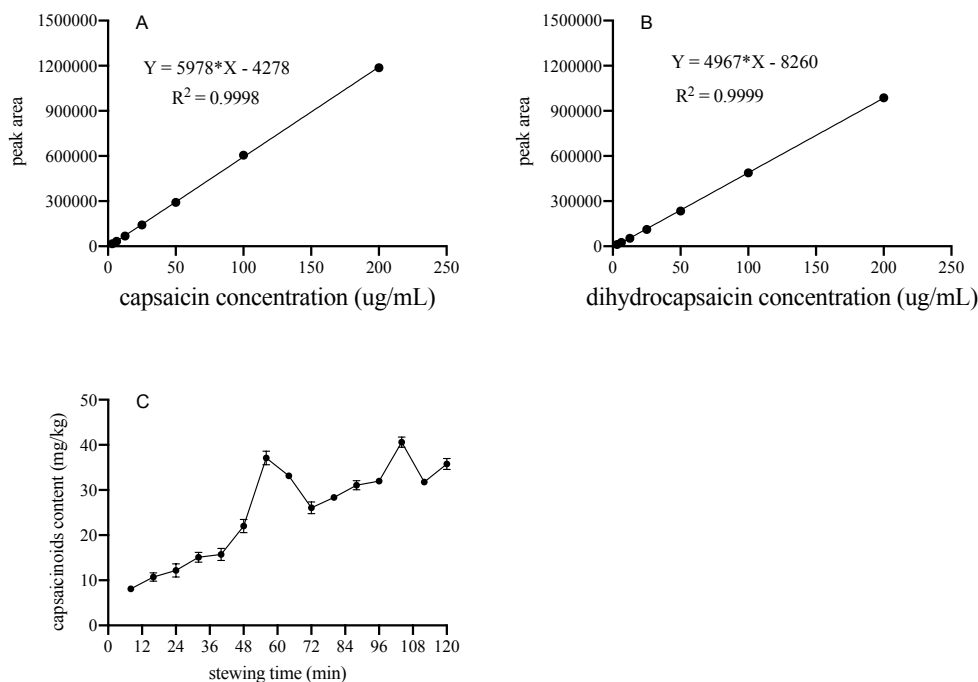 A
Y = 5978*X - 4278
R² = 0.9998
peak area
1500000
1200000
900000
600000
300000
0
0 50 100 150 200 250
capsaicin concentration (ug/mL)
B
Y = 4967*X - 8260
R² = 0.9999
peak area
1500000
1200000
900000
600000
300000
0
0 50 100 150 200 250
dihydrocapsaicin concentration (ug/mL)
C
capsaicinoids content (mg/kg)
50
40
30
20
10
0
0 12 24 36 48 60 72 84 96 108 120
stewing time (min)